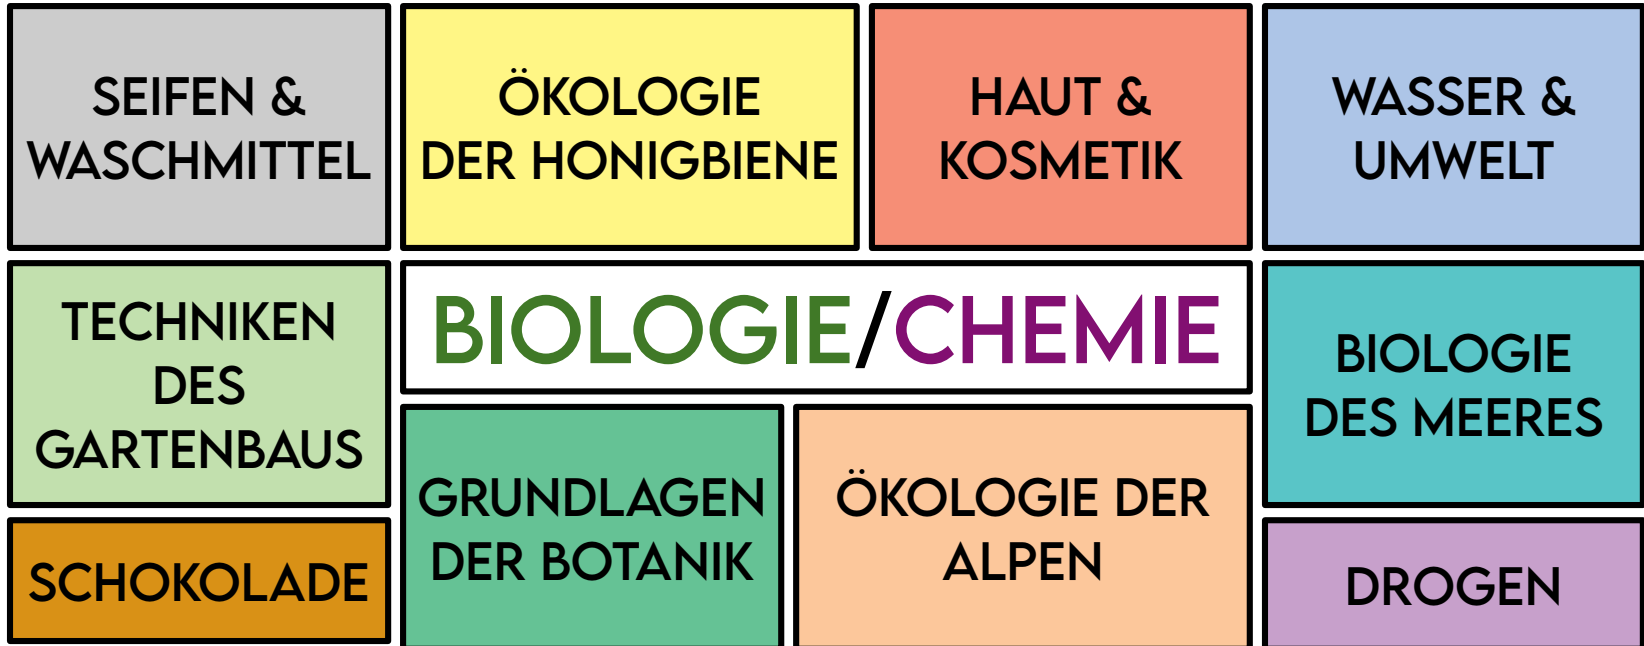 SEIFEN &
WASCHMITTEL
ÖKOLOGIE
DER HONIGBIENE
HAUT &
KOSMETIK
WASSER &
UMWELT
TECHNIKEN
DES
GARTENBAUS
BIOLOGIE/CHEMIE
BIOLOGIE
DES MEERES
GRUNDLAGEN
DER BOTANIK
ÖKOLOGIE DER
ALPEN
SCHOKOLADE
DROGEN